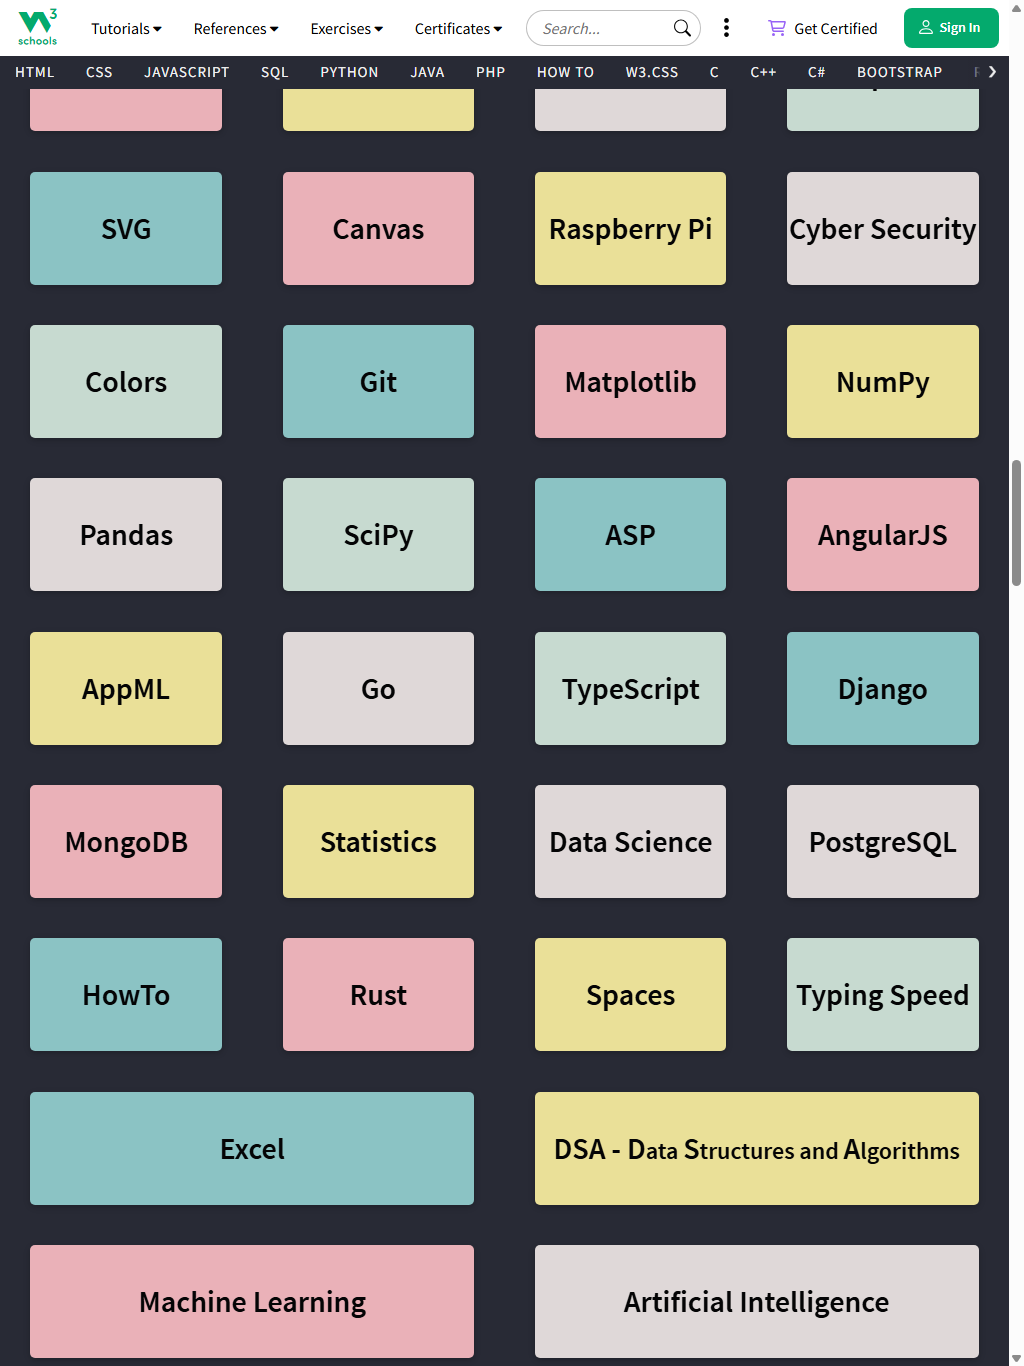 3
schools
Tutorials References Exercises Certificates Search... Get Certified Sign In
HTML CSS JAVASCRIPT SQL PYTHON JAVA PHP HOW TO W3.CSS C C++ C# BOOTSTRAP
SVG Canvas Raspberry Pi Cyber Security
Colors Git Matplotlib NumPy
Pandas SciPy ASP AngularJS
AppML Go TypeScript Django
MongoDB Statistics Data Science PostgreSQL
HowTo Rust Spaces Typing Speed
Excel DSA - Data Structures and Algorithms
Machine Learning Artificial Intelligence